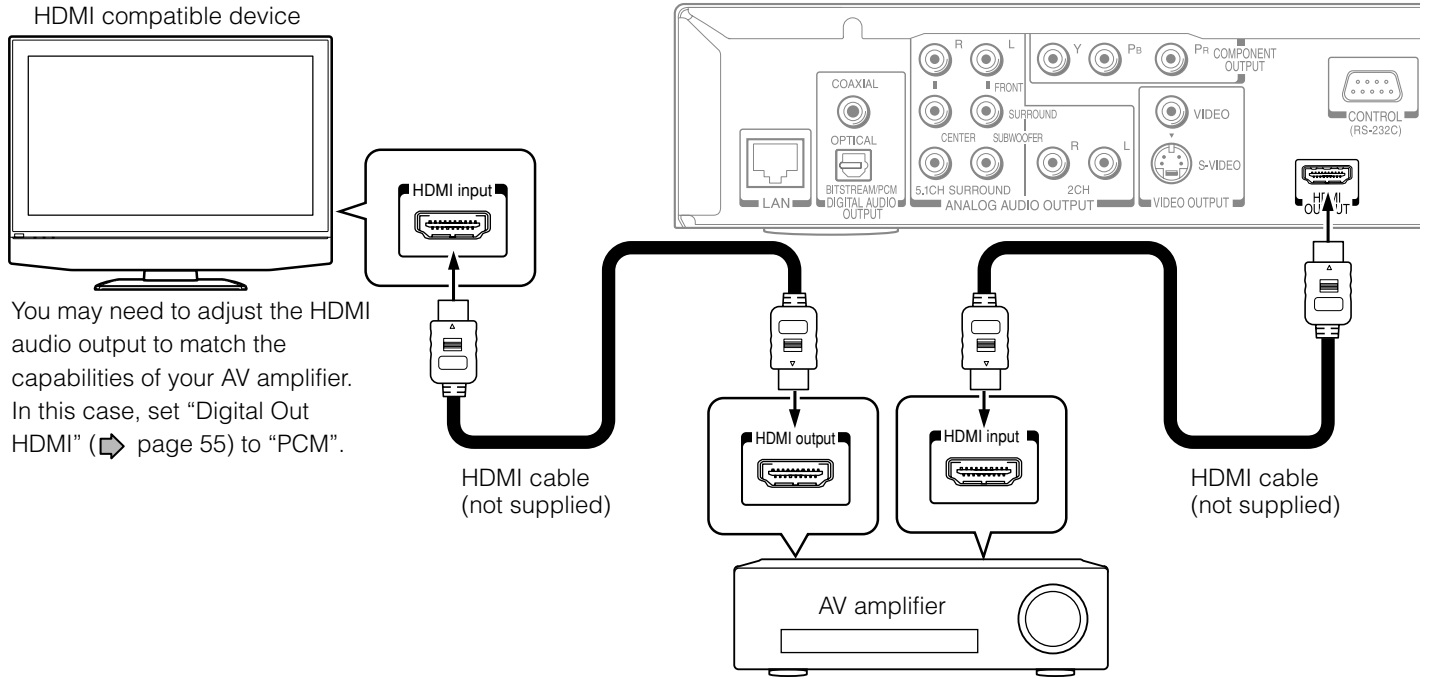 HDMI compatible device
HDMI input
You may need to adjust the HDMI
audio output to match the
capabilities of your AV amplifier.
In this case, set “Digital Out
HDMI” ( page 55) to “PCM”.
HDMI cable
(not supplied)
LAN
COAXIAL
OPTICAL
BITSTREAM/PCM
DIGITAL AUDIO
OUTPUT
R L
FRONT
SURROUND
CENTER SUBWOOFER
5.1CH SURROUND
R L
2CH
ANALOG AUDIO OUTPUT
Y PB PR
COMPONENT
OUTPUT
VIDEO
S-VIDEO
VIDEO OUTPUT
CONTROL
(RS-232C)
HDMI
OUTPUT
HDMI output
HDMI input
HDMI cable
(not supplied)
AV amplifier